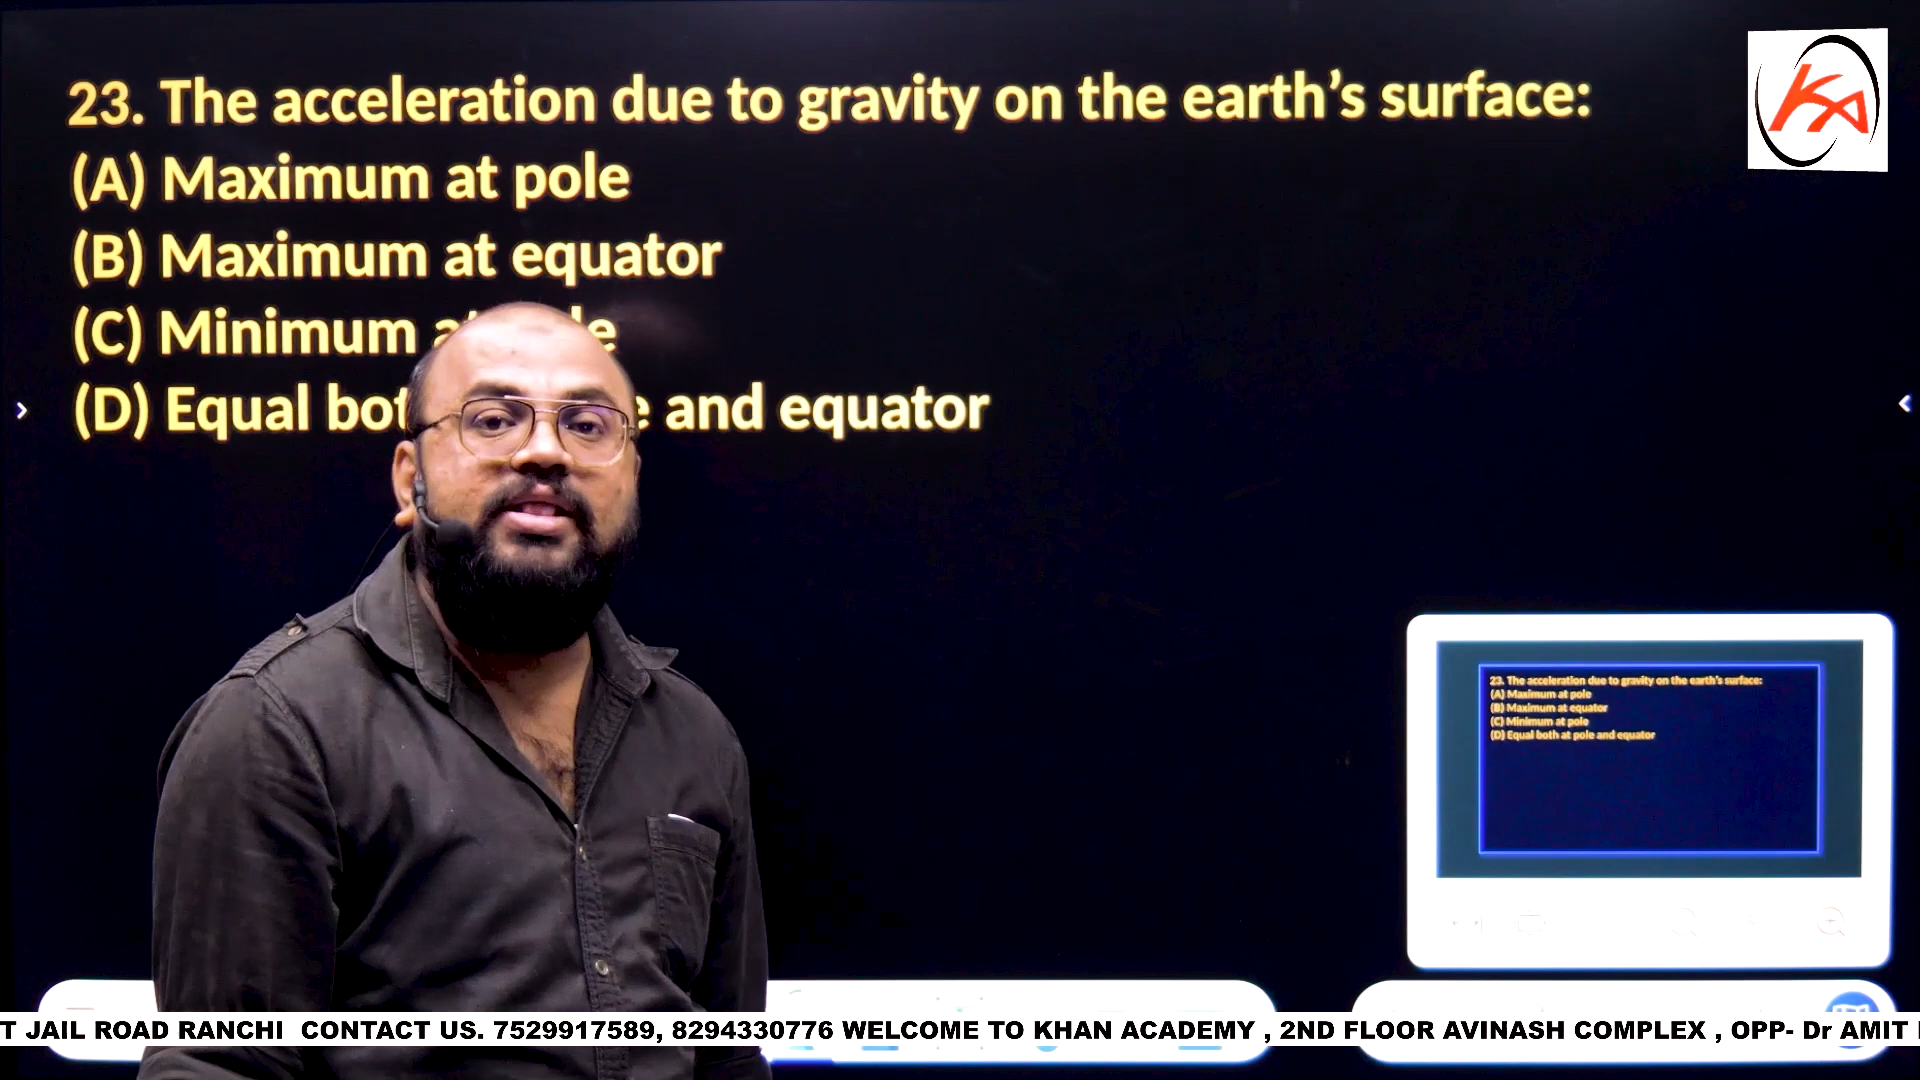 23. The acceleration due to gravity on the earth’s surface:
(A) Maximum at pole
(B) Maximum at equator
(C) Minimum
(D) Equal and equator
KA
23. The acceleration due to gravity on the earth’s surface:
(A) Maximum at pole
(B) Maximum at equator
(C) Minimum at pole
(D) Equal both at pole and equator
T JAIL ROAD RANCHI CONTACT US. 7529917589, 8294330776 WELCOME TO KHAN ACADEMY , 2ND FLOOR AVINASH COMPLEX , OPP- Dr AMIT